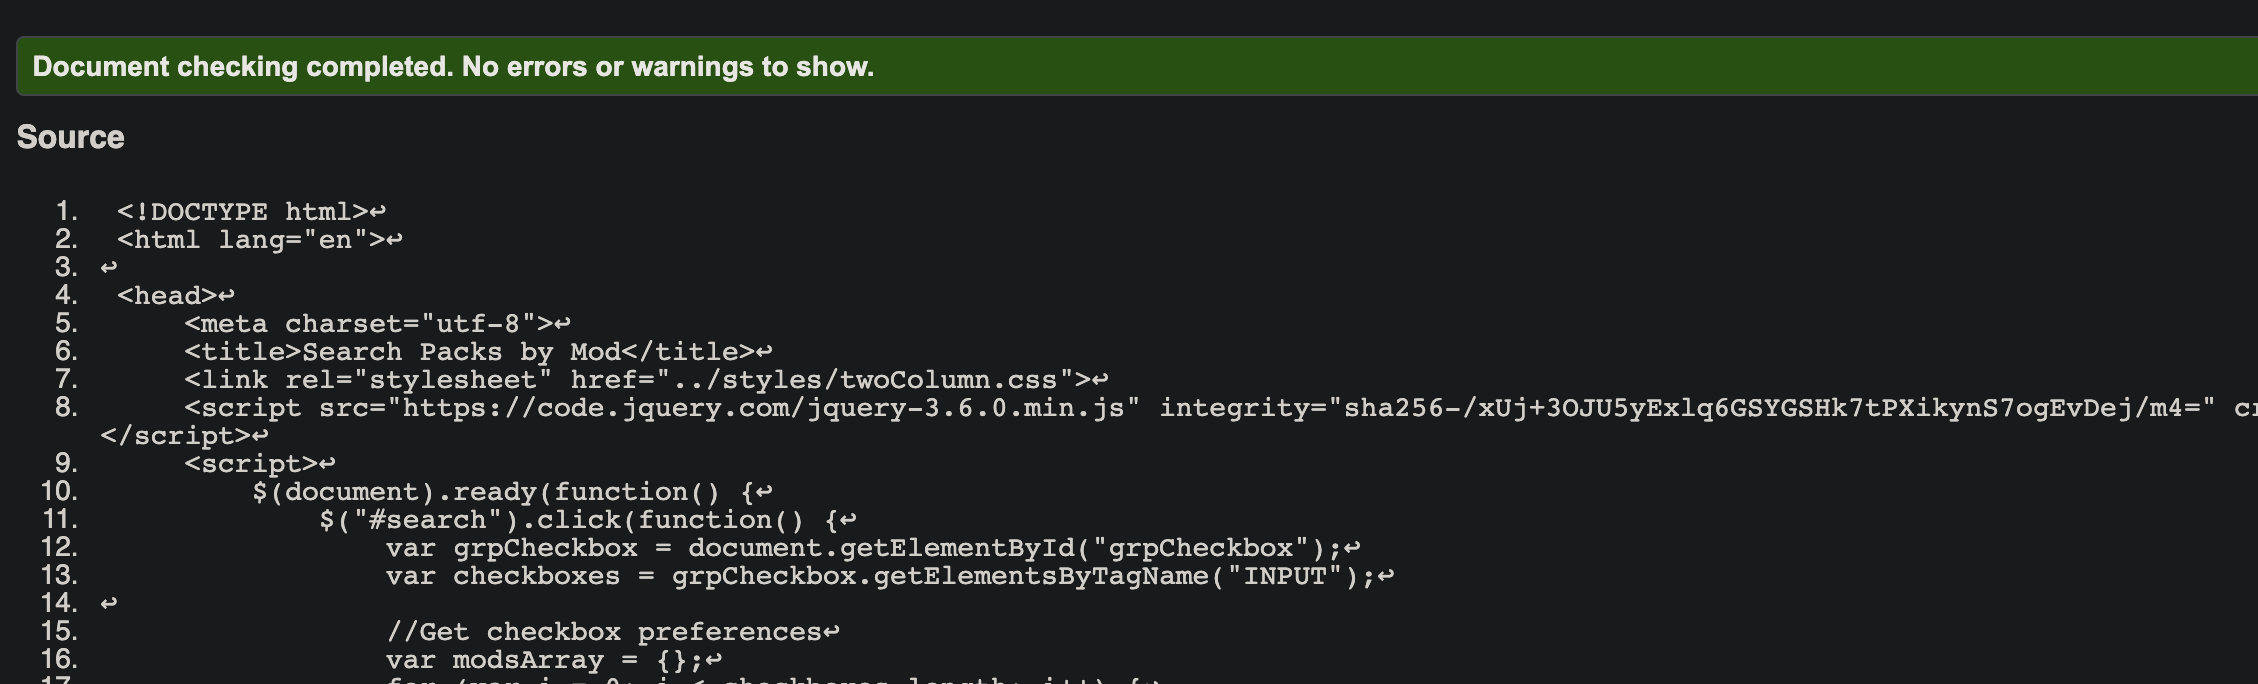 Document checking completed. No errors or warnings to show.
Source
1. <!DOCTYPE html>↩
2. <html lang="en">↩
3. ↩
4. <head>↩
5. <meta charset="utf-8">↩
6. <title>Search Packs by Mod</title>↩
7. <link rel="stylesheet" href="../styles/twoColumn.css">↩
8. <script src="https://code.jquery.com/jquery-3.6.0.min.js" integrity="sha256-/xUj+3OJU5yExlq6GSYGSHk7tPXikynS7ogEvDej/m4=" cr
</script>↩
9. <script>↩
10. $(document).ready(function() {↩
11. $("#search").click(function() {↩
12. var grpCheckbox = document.getElementById("grpCheckbox");↩
13. var checkboxes = grpCheckbox.getElementsByTagName("INPUT");↩
14. ↩
15. //Get checkbox preferences↩
16. var modsArray = {};↩
17.